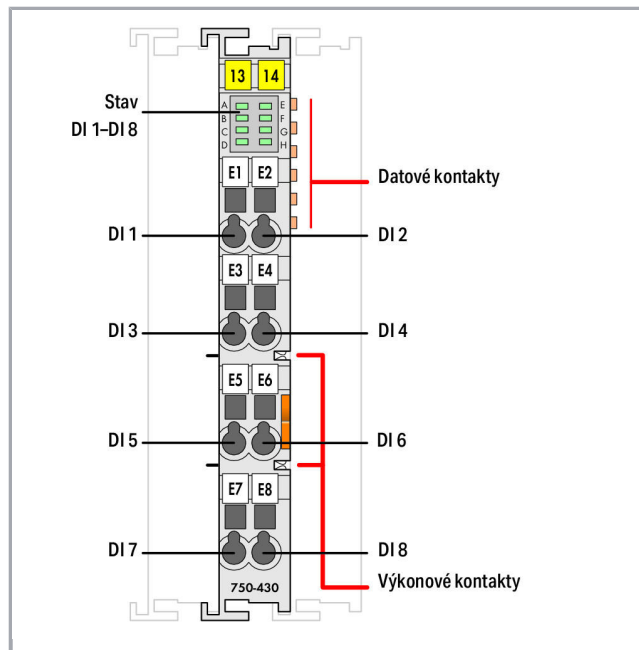 13 14
Stav
DI 1–DI 8
A E
B F
C G
D H
E1 E2
Datové kontakty
DI 1 DI 2
E3 E4
DI 3 DI 4
E5 E6
DI 5 DI 6
E7 E8
DI 7 DI 8
Výkonové kontakty
750-430